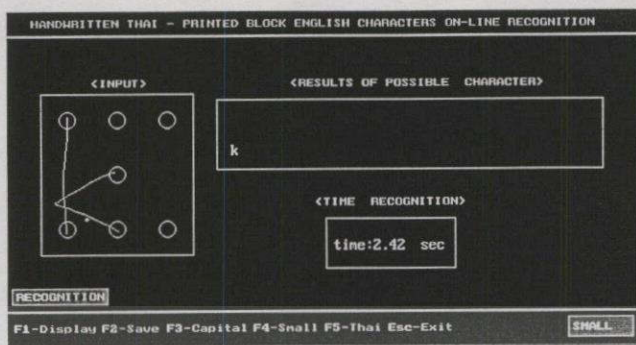 HANDWRITTEN THAI - PRINTED BLOCK ENGLISH CHARACTERS ON-LINE RECOGNITION
<INPUT>
<RESULTS OF POSSIBLE CHARACTER>
k
<TIME RECOGNITION>
time:2.42 sec
RECOGNITION
F1-Display F2-Save F3-Capital F4-Small F5-Thai Esc-Exit
SMALL